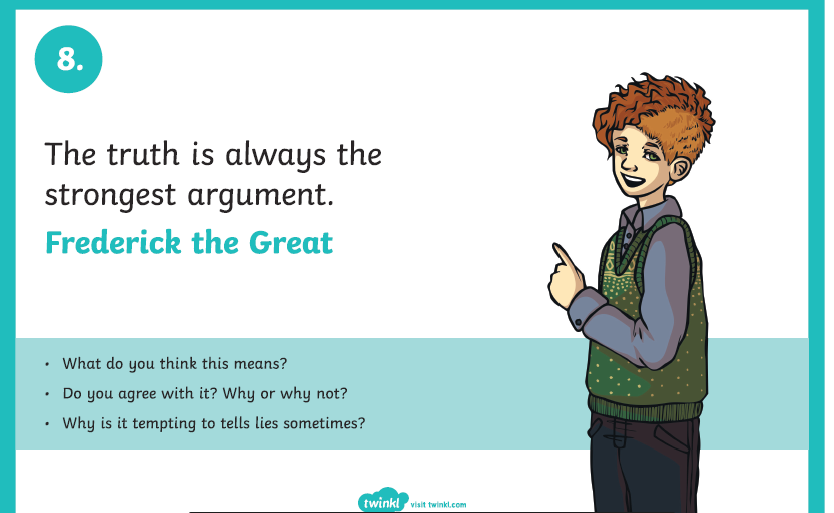 8.
The truth is always the
strongest argument.
Frederick the Great
• What do you think this means?
• Do you agree with it? Why or why not?
• Why is it tempting to tells lies sometimes?
twinkl visit twinkl.com